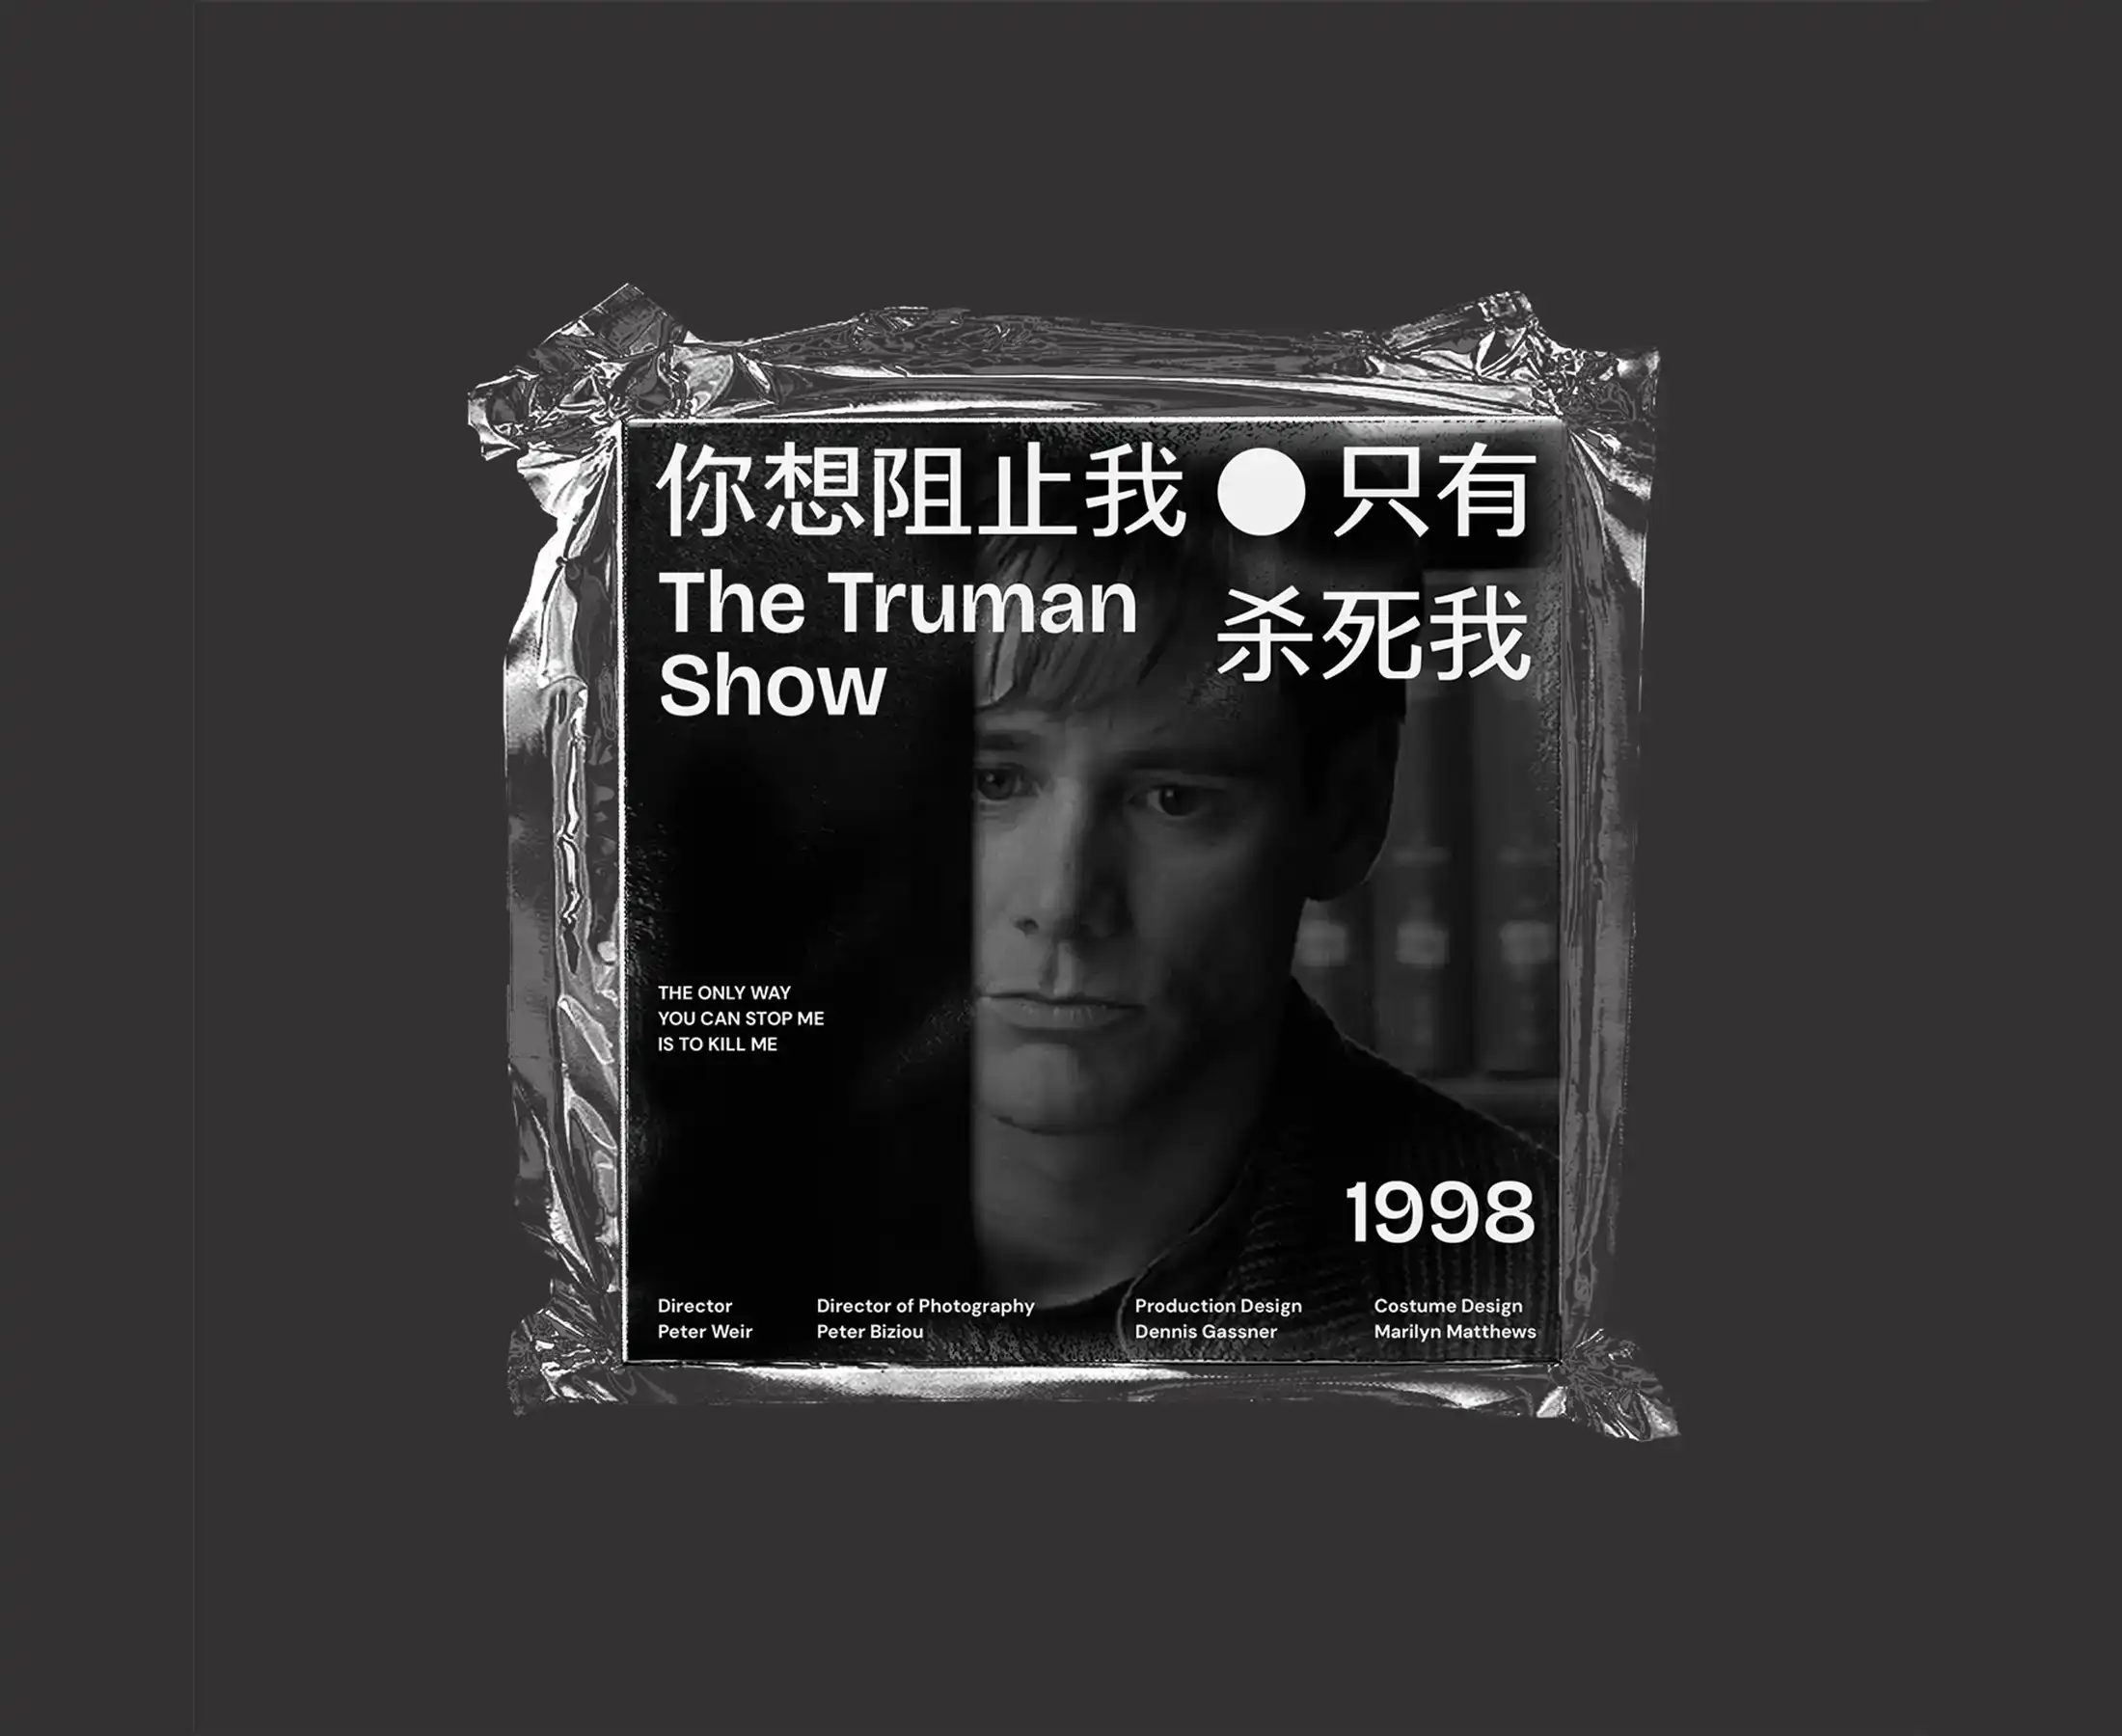 你想阻止我●只有
杀死我
The Truman
Show
THE ONLY WAY
YOU CAN STOP ME
IS TO KILL ME
1998
Director
Peter Weir
Director of Photography
Peter Biziou
Production Design
Dennis Gassner
Costume Design
Marilyn Matthews